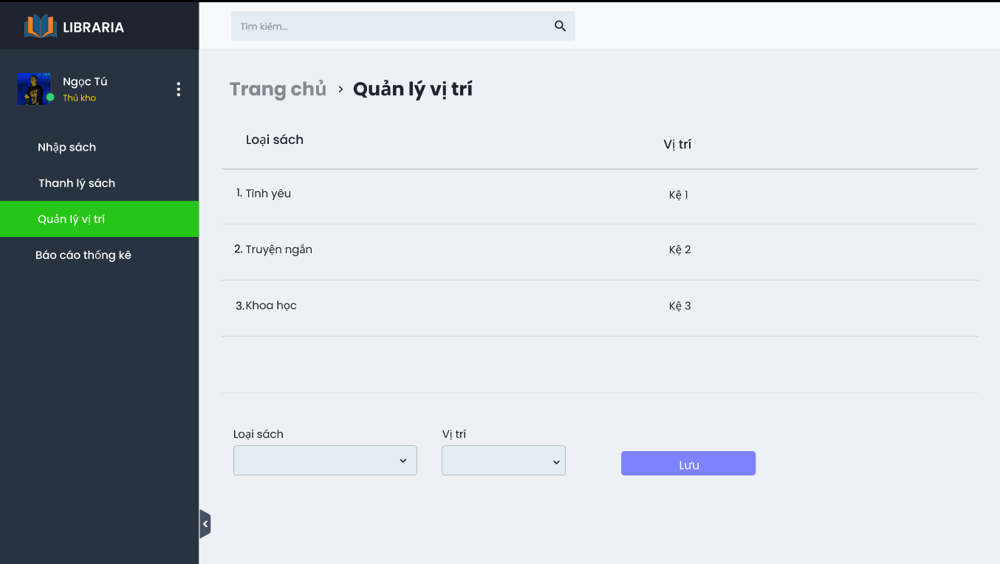 LIBRARIA
Tìm kiếm...
Ngọc Tú
Thủ kho
Nhập sách
Thanh lý sách
Quản lý vị trí
Báo cáo thống kê
Trang chủ › Quản lý vị trí
Loại sách Vị trí
1. Tình yêu Kệ 1
2. Truyện ngắn Kệ 2
3. Khoa học Kệ 3
Loại sách Vị trí
Lưu